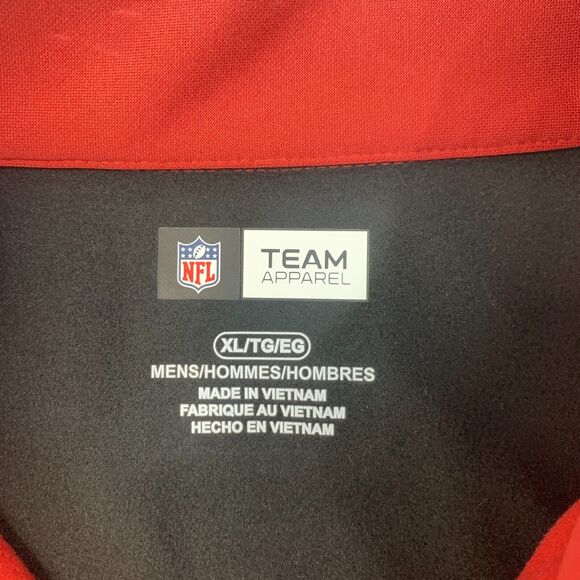 NFL
TEAM
APPAREL
XL/TG/EG
MENS/HOMMES/HOMBRES
MADE IN VIETNAM
FABRIQUE AU VIETNAM
HECHO EN VIETNAM